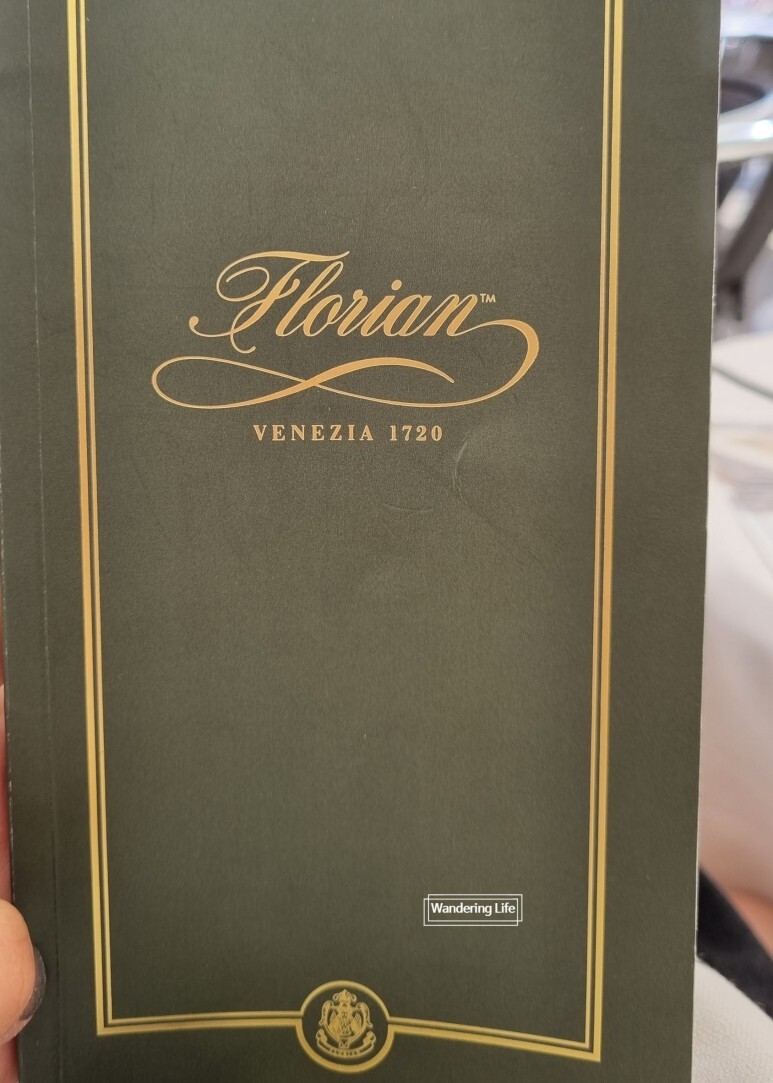 Florian™
VENEZIA 1720
Wandering Life